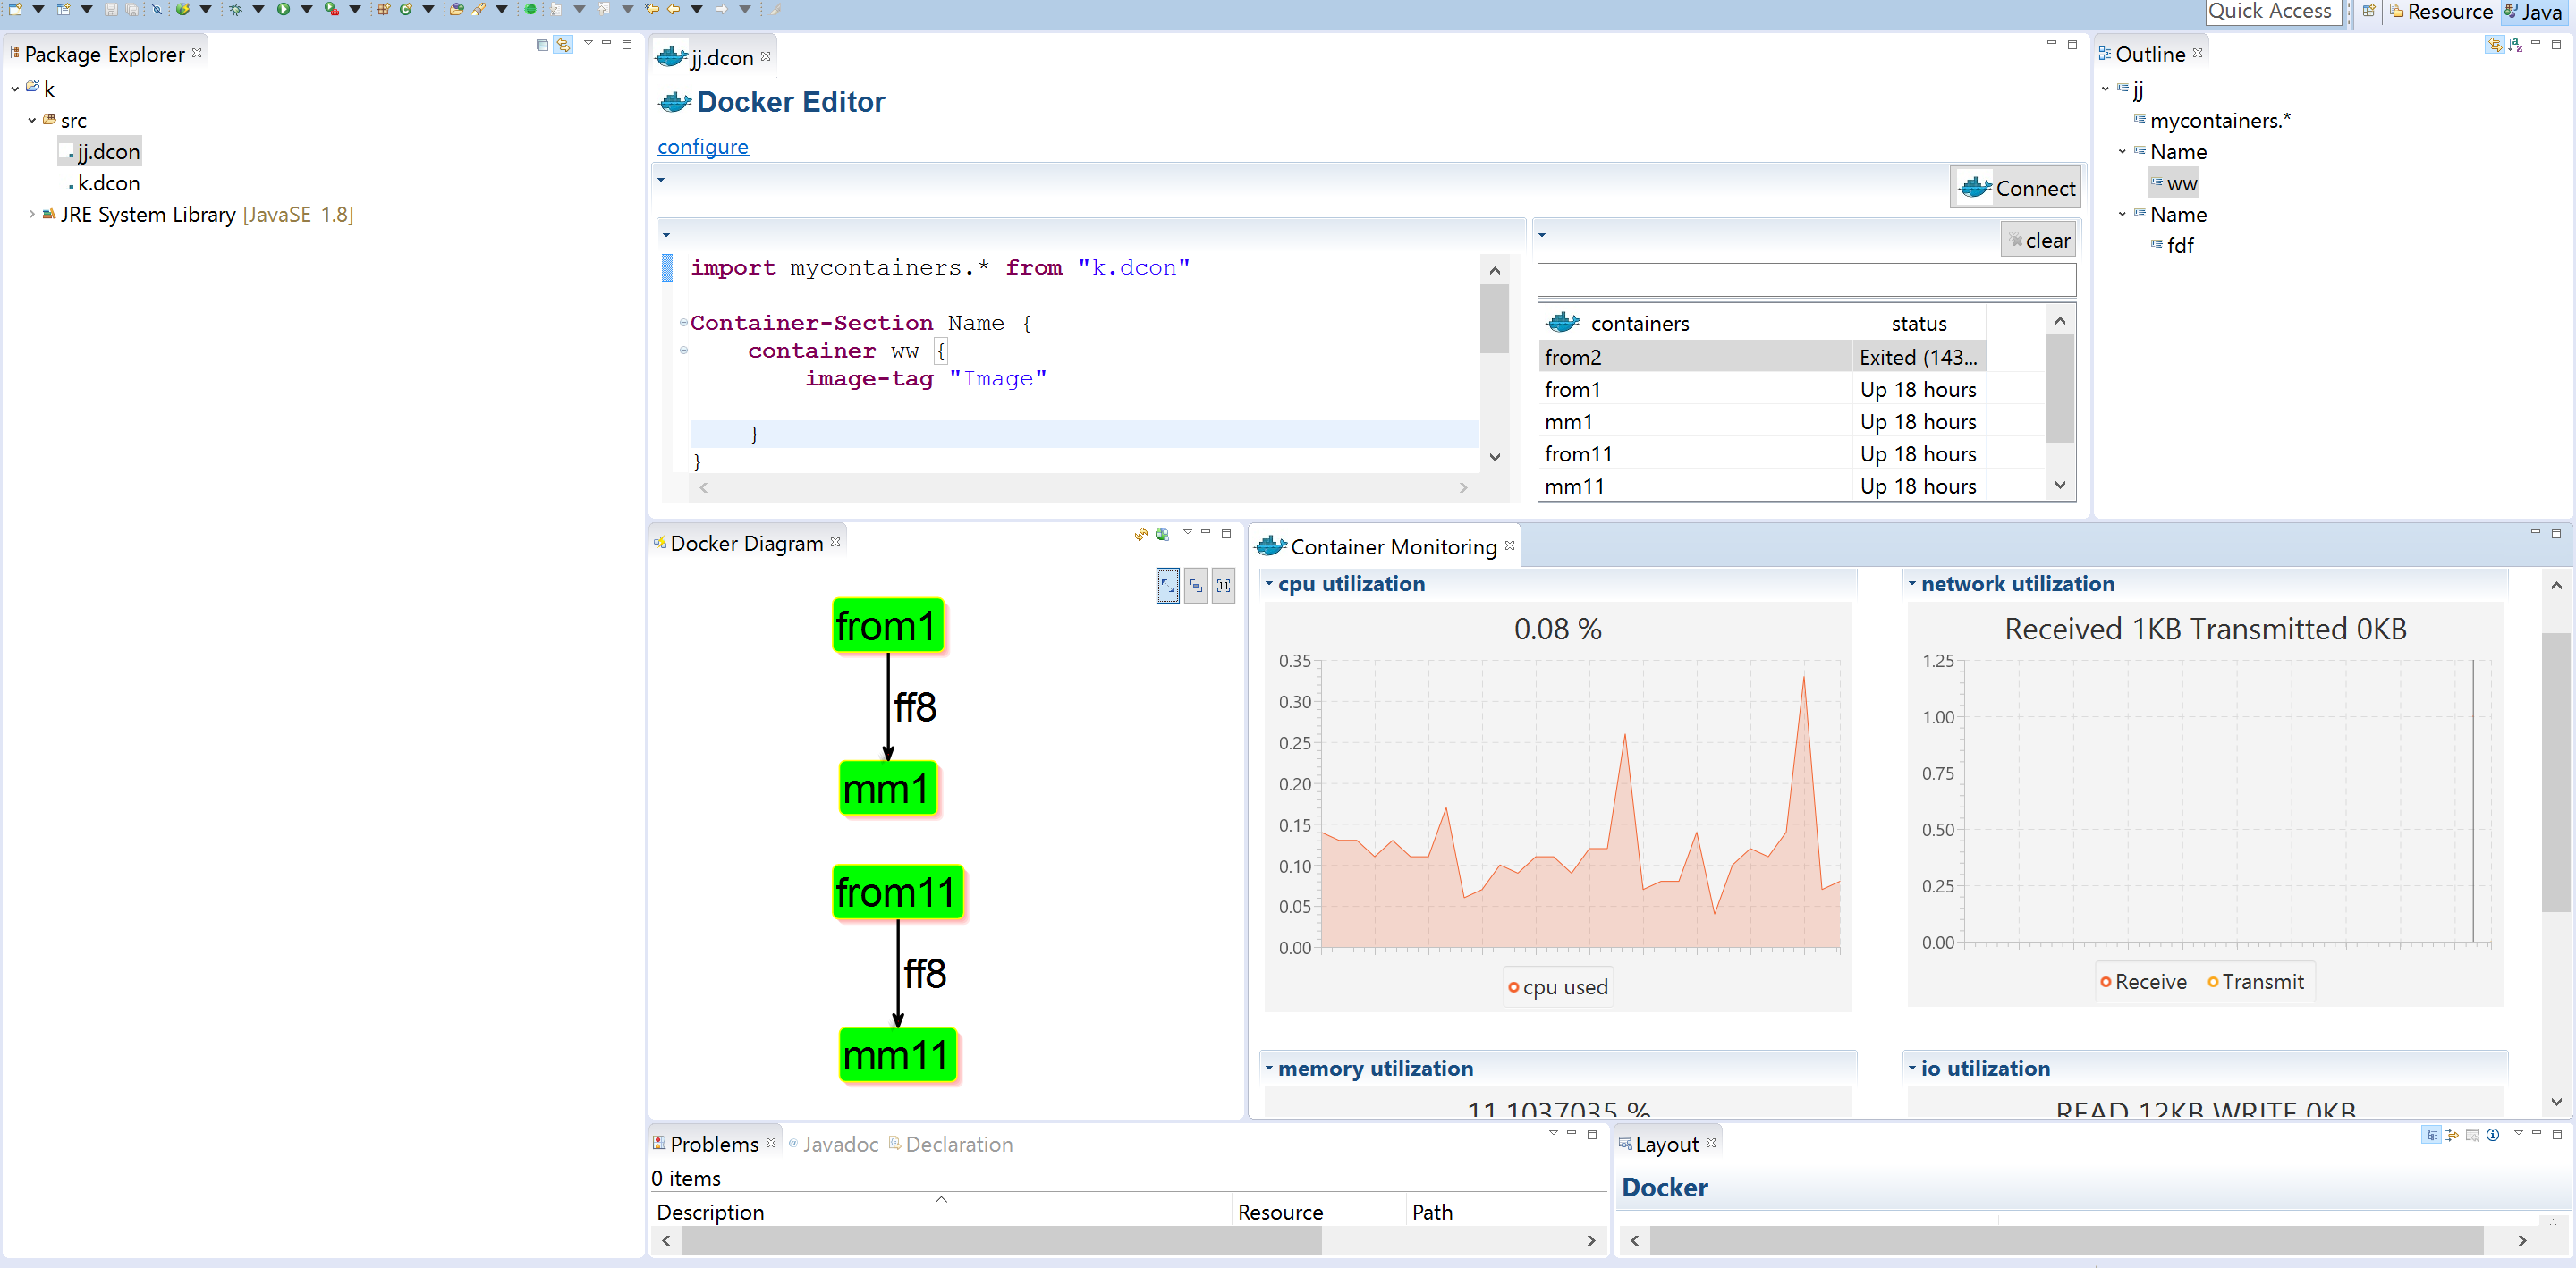 Quick Access
Resource
Java
Package Explorer
k
src
jj.dcon
k.dcon
JRE System Library [JavaSE-1.8]
jj.dcon
Docker Editor
configure
Connect
import mycontainers.* from "k.dcon"
Container-Section Name {
container ww {
image-tag "Image"
}
}
clear
containers status
from2 Exited (143...
from1 Up 18 hours
mm1 Up 18 hours
from11 Up 18 hours
mm11 Up 18 hours
Outline
jj
mycontainers.*
Name
ww
Name
fdf
Docker Diagram
from1
ff8
mm1
from11
ff8
mm11
Container Monitoring
cpu utilization
0.08 %
0.35
0.30
0.25
0.20
0.15
0.10
0.05
0.00
cpu used
network utilization
Received 1KB Transmitted 0KB
1.25
1.00
0.75
0.50
0.25
0.00
Receive Transmit
memory utilization
11.1037035 %
io utilization
READ 12KB WRITE 0KB
Problems Javadoc Declaration
0 items
Description Resource Path
Layout
Docker